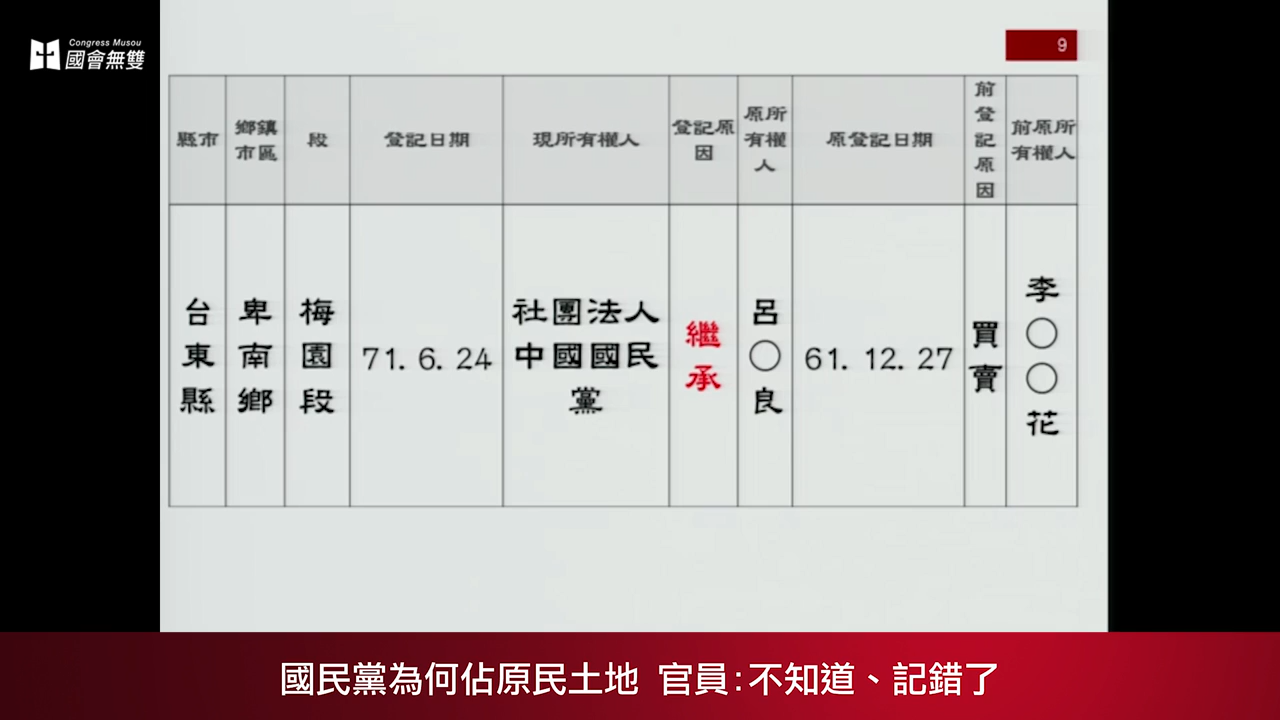 Congress Musou
國會無雙
9
縣市
鄉鎮
市區
段
登記日期
現所有權人
登記原
因
原所
有權
人
原登記日期
前
登
記
原
因
前原所
有權人
台
東
縣
卑
南
鄉
梅
園
段
71. 6. 24
社團法人
中國國民
黨
繼
承
呂
○
良
61. 12. 27
買
賣
李
○
○
花
國民黨為何佔原民土地 官員:不知道、記錯了